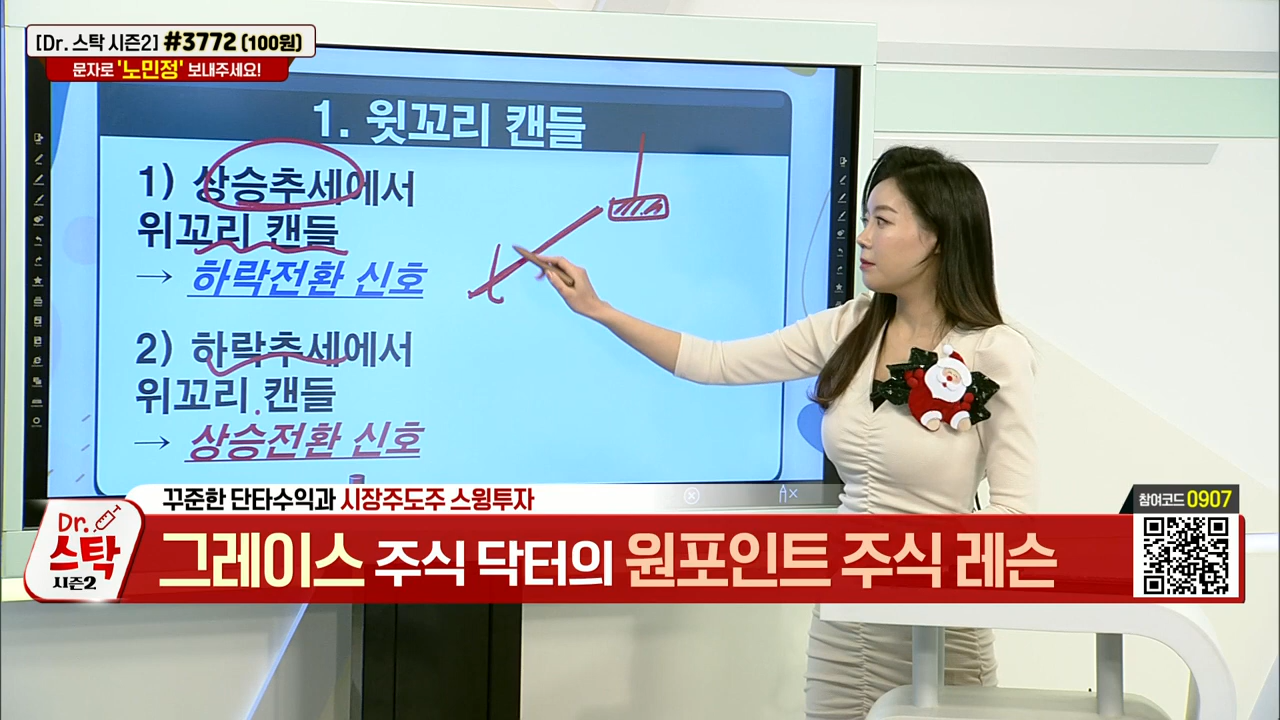 [Dr. 스탁 시즌2] #3772 (100원)
문자로 '노민정' 보내주세요!
1. 윗꼬리 캔들
1) 상승추세에서
위꼬리 캔들
→ 하락전환 신호
2) 하락추세에서
위꼬리 캔들
→ 상승전환 신호
꾸준한 단타수익과 시장주도주 스윙투자
Dr.
스탁
시즌2
그레이스 주식 닥터의 원포인트 주식 레슨
참여코드 0907